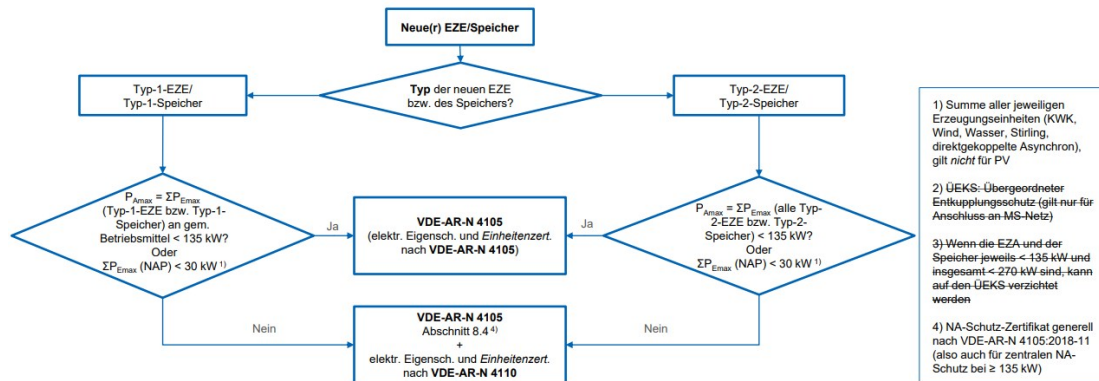 Neue(r) EZE/Speicher
Typ-1-EZE/
Typ-1-Speicher
Typ der neuen EZE
bzw. des Speichers?
Typ-2-EZE/
Typ-2-Speicher
P_Amax = ΣP_Emax
(Typ-1-EZE bzw. Typ-1-
Speicher) an gem.
Betriebsmittel < 135 kW?
Oder
ΣP_Emax (NAP) < 30 kW ¹⁾
Ja
VDE-AR-N 4105
(elektr. Eigensch. und Einheitenzert.
nach VDE-AR-N 4105)
Ja
P_Amax = ΣP_Emax (alle Typ-
2-EZE bzw. Typ-2-
Speicher) < 135 kW?
Oder
ΣP_Emax (NAP) < 30 kW ¹⁾
Nein
VDE-AR-N 4105
Abschnitt 8.4 ⁴⁾
+
elektr. Eigensch. und Einheitenzert.
nach VDE-AR-N 4110
Nein
1) Summe aller jeweiligen
Erzeugungseinheiten (KWK,
Wind, Wasser, Stirling,
direktgekoppelte Asynchron),
gilt nicht für PV
2) ÜEKS: Übergeordneter
Entkupplungsschutz (gilt nur für
Anschluss an MS-Netz)
3) Wenn die EZA und der
Speicher jeweils < 135 kW und
insgesamt < 270 kW sind, kann
auf den ÜEKS verzichtet
werden
4) NA-Schutz-Zertifikat generell
nach VDE-AR-N 4105:2018-11
(also auch für zentralen NA-
Schutz bei ≥ 135 kW)